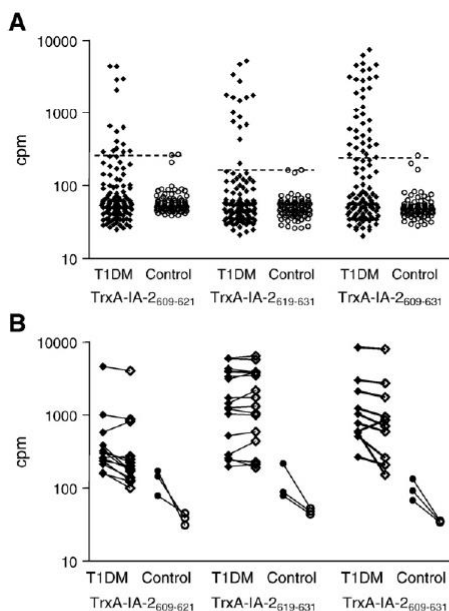 A
10000
1000
100
10
cpm
T1DM Control T1DM Control T1DM Control
TrxA-IA-2609-621 TrxA-IA-2619-631 TrxA-IA-2609-631
B
10000
1000
100
10
cpm
T1DM Control T1DM Control T1DM Control
TrxA-IA-2609-621 TrxA-IA-2619-631 TrxA-IA-2609-631